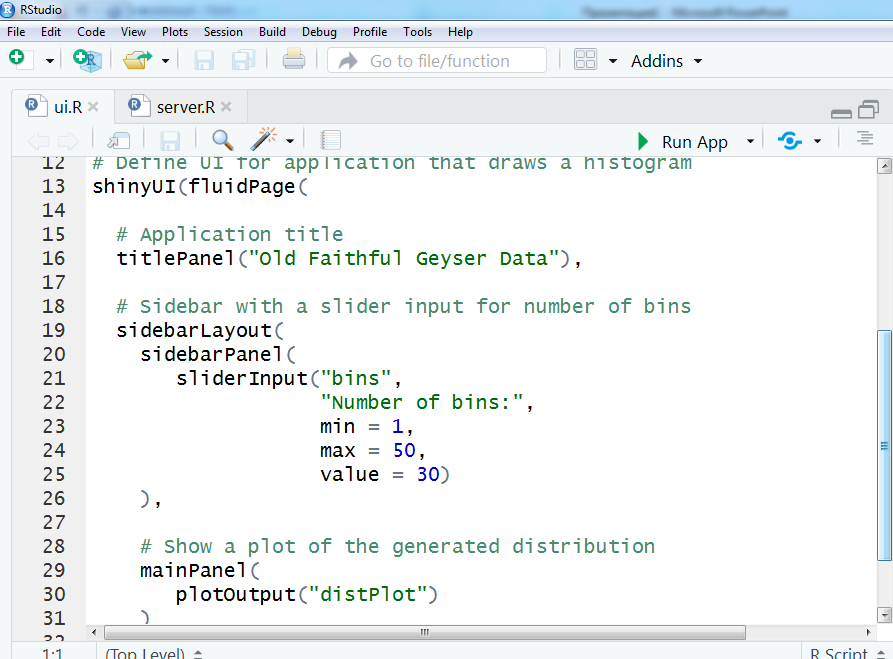 RStudio
File Edit Code View Plots Session Build Debug Profile Tools Help
Go to file/function Addins
ui.R server.R
Run App
12 # Define UI for application that draws a histogram
13 shinyUI(fluidPage(
14
15 # Application title
16 titlePanel("Old Faithful Geyser Data"),
17
18 # Sidebar with a slider input for number of bins
19 sidebarLayout(
20 sidebarPanel(
21 sliderInput("bins",
22 "Number of bins:",
23 min = 1,
24 max = 50,
25 value = 30)
26 ),
27
28 # Show a plot of the generated distribution
29 mainPanel(
30 plotOutput("distPlot")
31 )
32
1:1 (Top Level) R Script